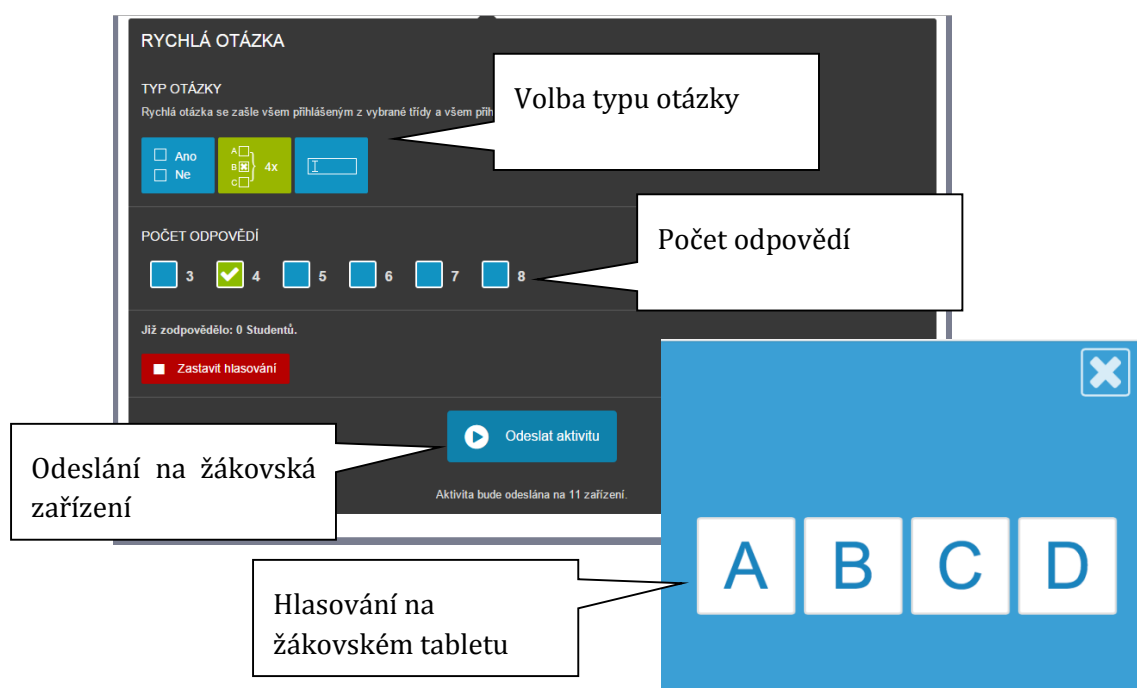 RYCHLÁ OTÁZKA
TYP OTÁZKY
Rychlá otázka se zašle všem přihlášeným z vybrané třídy a všem
Volba typu otázky
Ano
Ne
A
B
C
4x
POČET ODPOVĚDÍ
3 4 5 6 7 8
Počet odpovědí
Již zodpovědělo: 0 Studentů.
Zastavit hlasování
Odeslat aktivitu
Odeslání na žákovská
zařízení
Aktivita bude odeslána na 11 zařízení.
A B C D
Hlasování na
žákovském tabletu